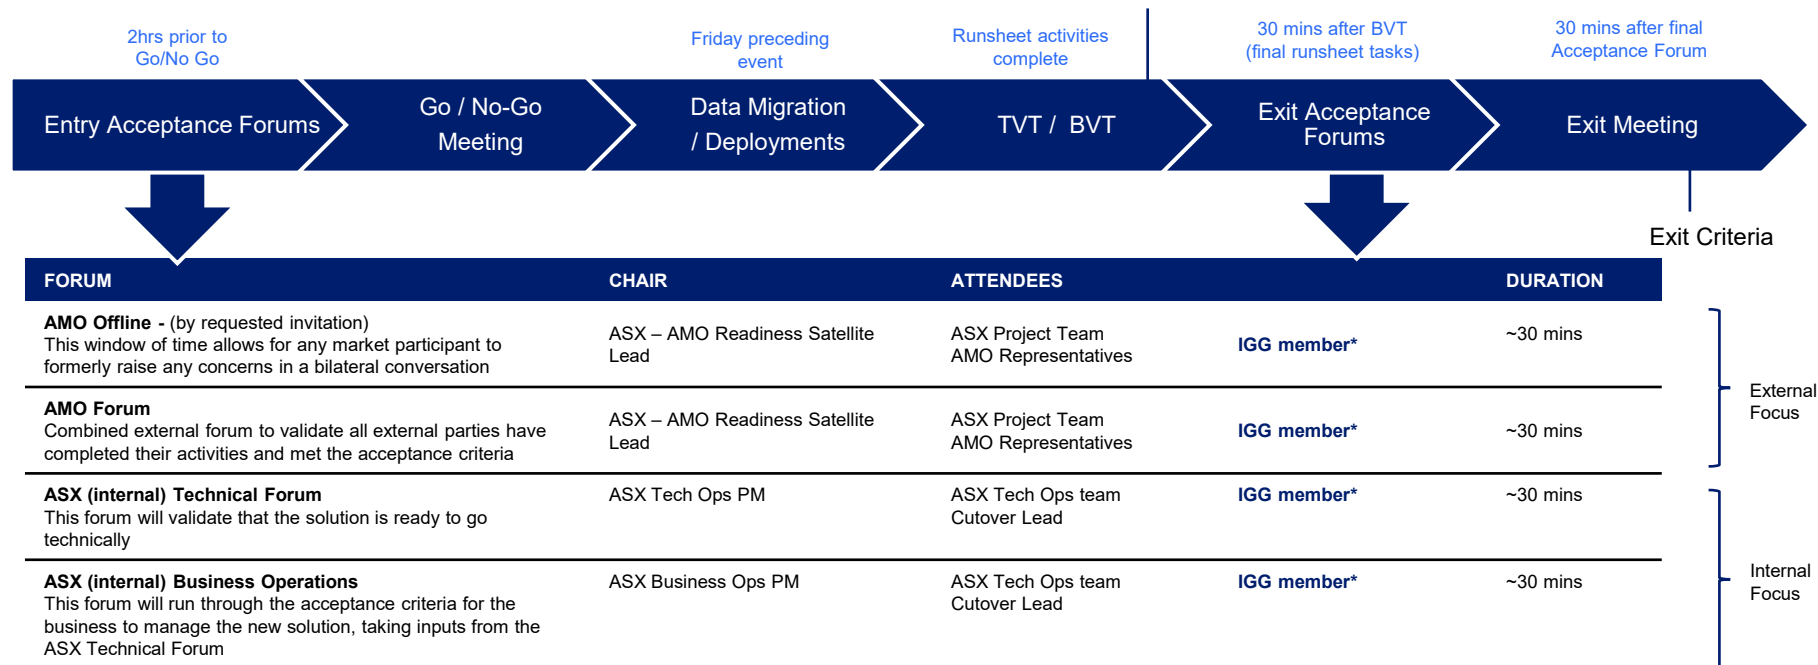 2hrs prior to
Go/No Go
Friday preceding
event
Runsheet activities
complete
30 mins after BVT
(final runsheet tasks)
30 mins after final
Acceptance Forum
Entry Acceptance Forums
Go / No-Go
Meeting
Data Migration
/ Deployments
TVT / BVT
Exit Acceptance
Forums
Exit Meeting
Exit Criteria
FORUM CHAIR ATTENDEES DURATION
AMO Offline - (by requested invitation)
This window of time allows for any market participant to
formerly raise any concerns in a bilateral conversation
ASX – AMO Readiness Satellite
Lead
ASX Project Team
AMO Representatives
IGG member*
~30 mins
AMO Forum
Combined external forum to validate all external parties have
completed their activities and met the acceptance criteria
ASX – AMO Readiness Satellite
Lead
ASX Project Team
AMO Representatives
IGG member*
~30 mins
External
Focus
ASX (internal) Technical Forum
This forum will validate that the solution is ready to go
technically
ASX Tech Ops PM
ASX Tech Ops team
Cutover Lead
IGG member*
~30 mins
ASX (internal) Business Operations
This forum will run through the acceptance criteria for the
business to manage the new solution, taking inputs from the
ASX Technical Forum
ASX Business Ops PM
ASX Tech Ops team
Cutover Lead
IGG member*
~30 mins
Internal
Focus